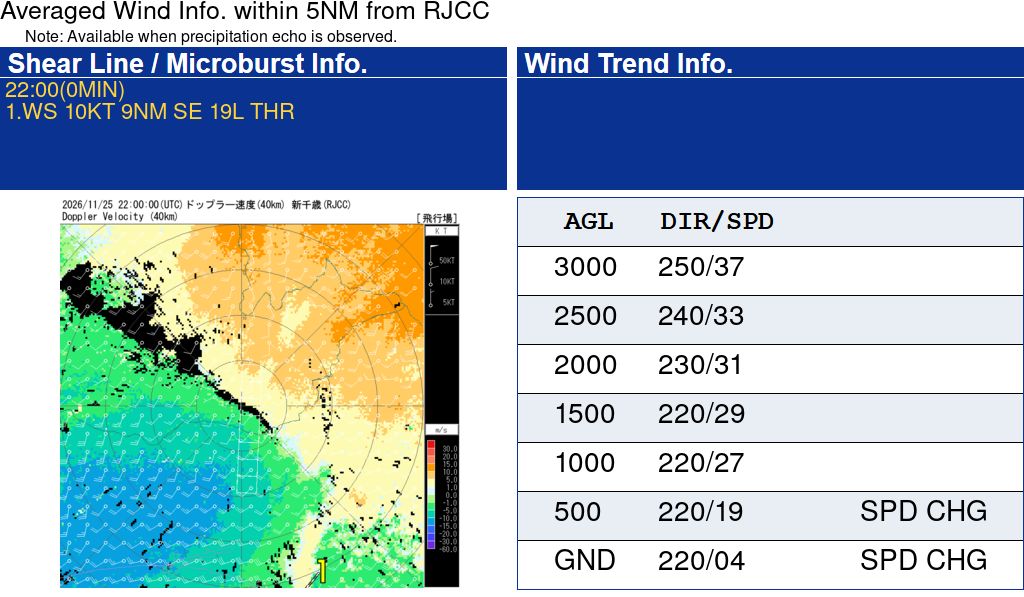 Averaged Wind Info. within 5NM from RJCC
Note: Available when precipitation echo is observed.
Shear Line / Microburst Info.
22:00(0MIN)
1.WS 10KT 9NM SE 19L THR
Wind Trend Info.
2026/11/25 22:00:00(UTC) ドップラー速度(40km) 新千歳(RJCC)
Doppler Velocity (40km)
[飛行場]
KT
50KT
10KT
5KT
m/s
30.0
20.0
15.0
10.0
5.0
1.0
0.0
-1.0
-5.0
-10.0
-15.0
-20.0
-30.0
-60.0
1
AGL DIR/SPD
3000 250/37
2500 240/33
2000 230/31
1500 220/29
1000 220/27
500 220/19 SPD CHG
GND 220/04 SPD CHG